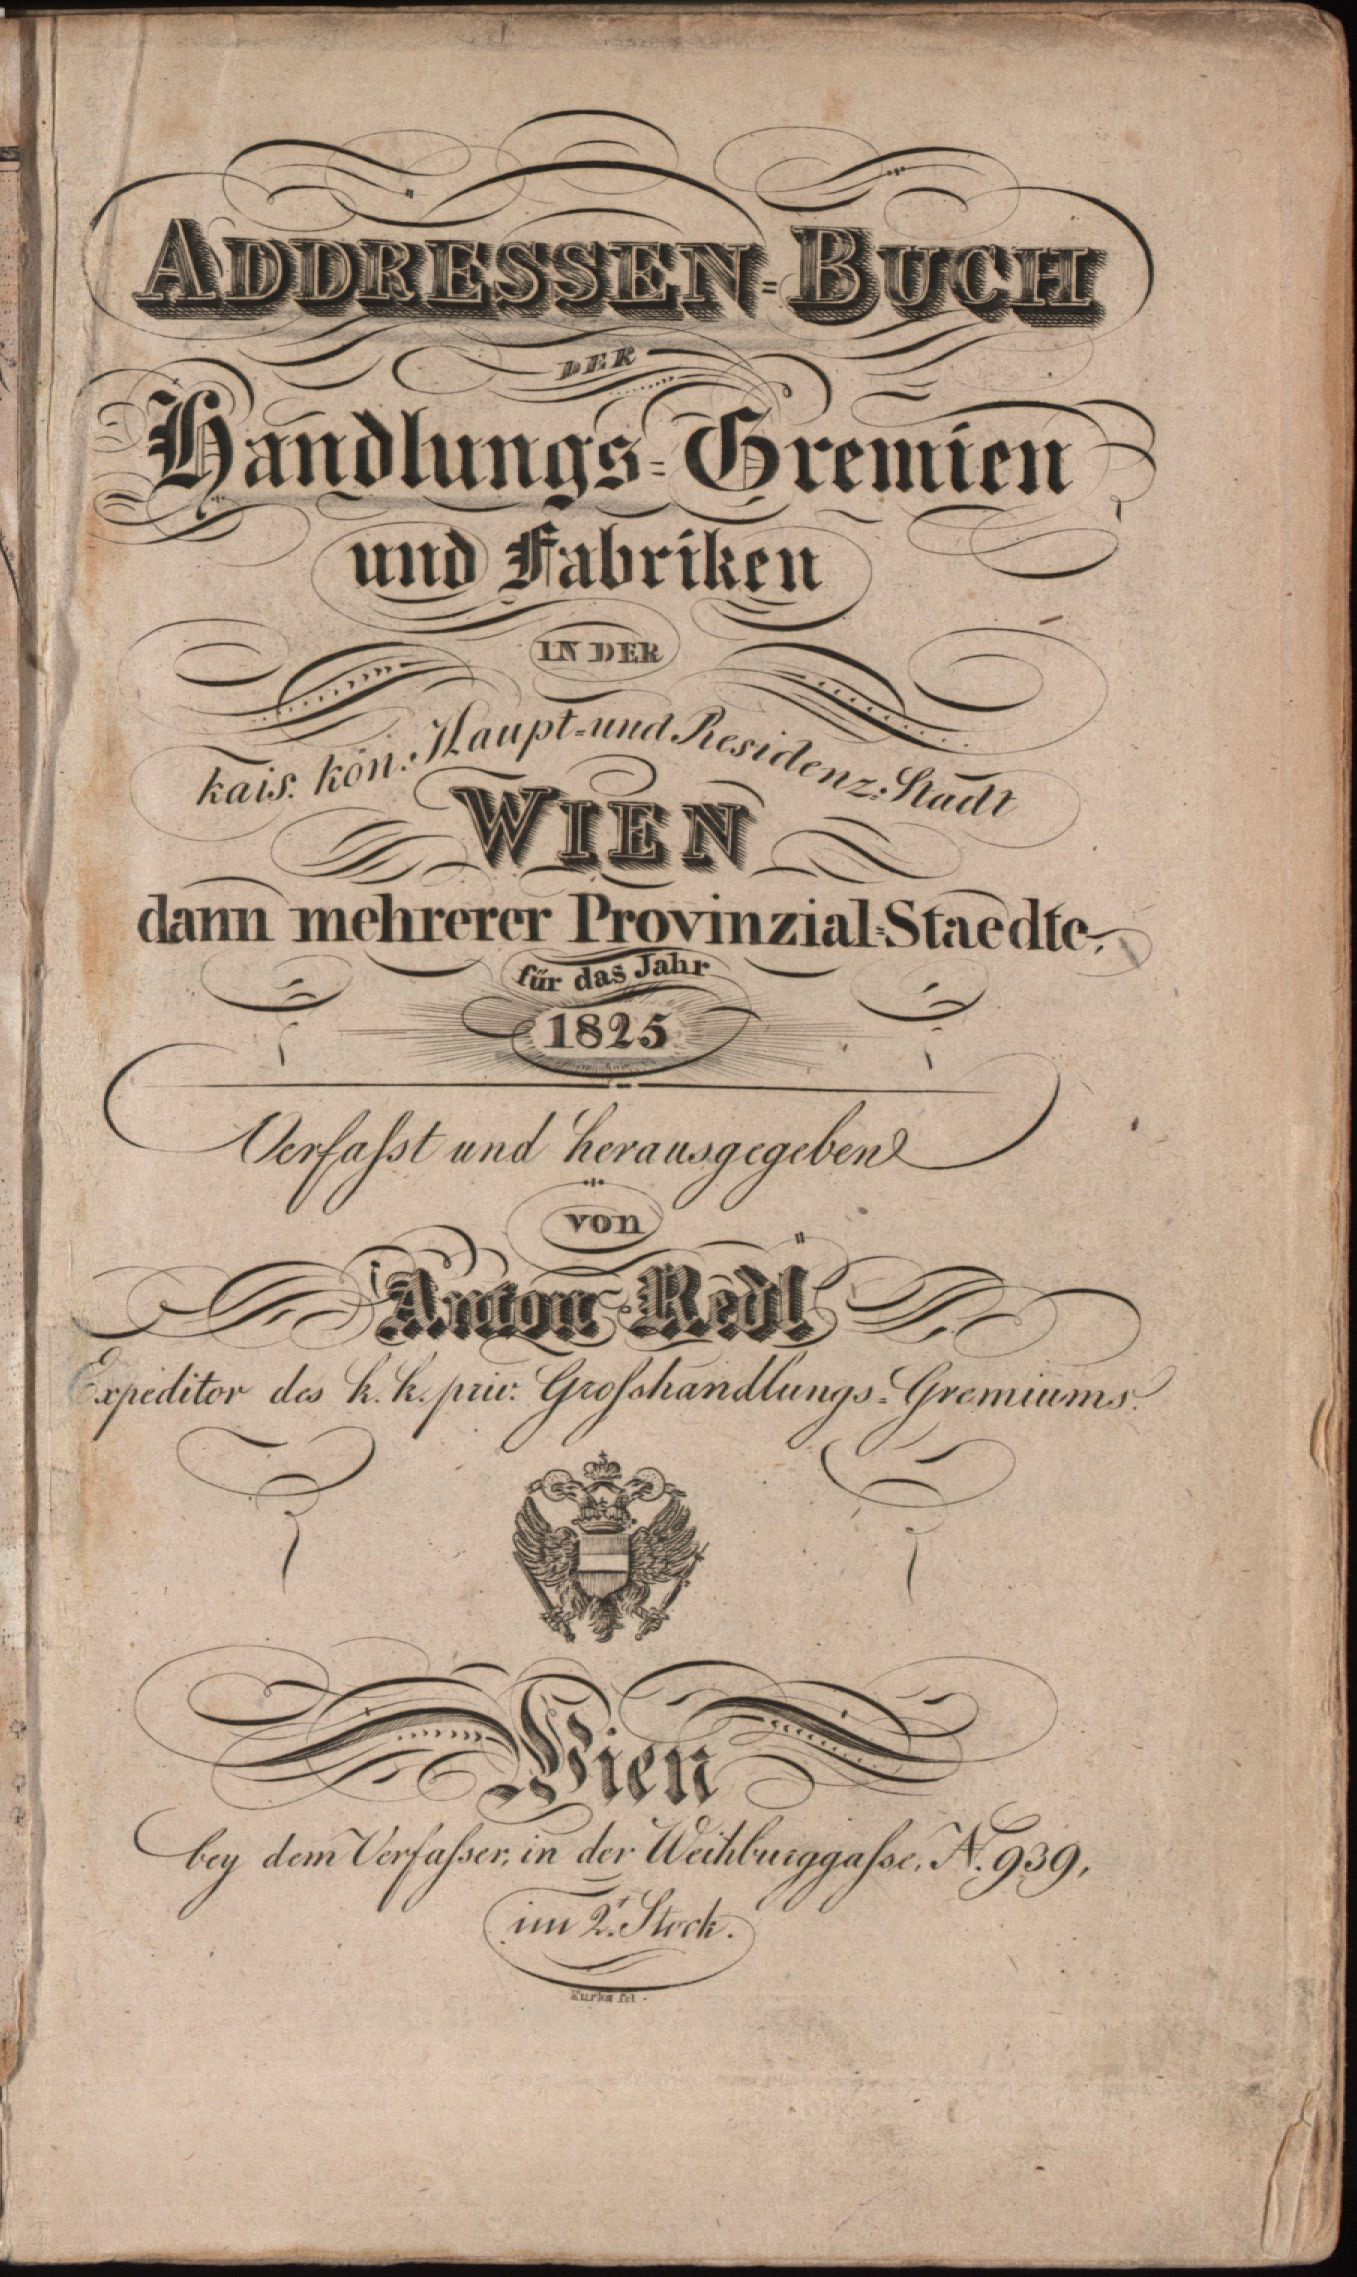 ADDRESSEN=BUCH
DER
Handlungs=Gremien
und Fabriken
IN DER
kais. kön. Haupt=und Residenz=Stadt
WIEN
dann mehrerer Provinzial=Staedte.
für das Jahr
1825
Verfaſst und herausgegeben
von
Anton Redl
Expeditor des k. k. priv. Groſshandlungs=Gremiums.
Wien
bey dem Verfaſser, in der Weihburggaſse, N. 939,
im 2t. Stock.
Kurka fcl.